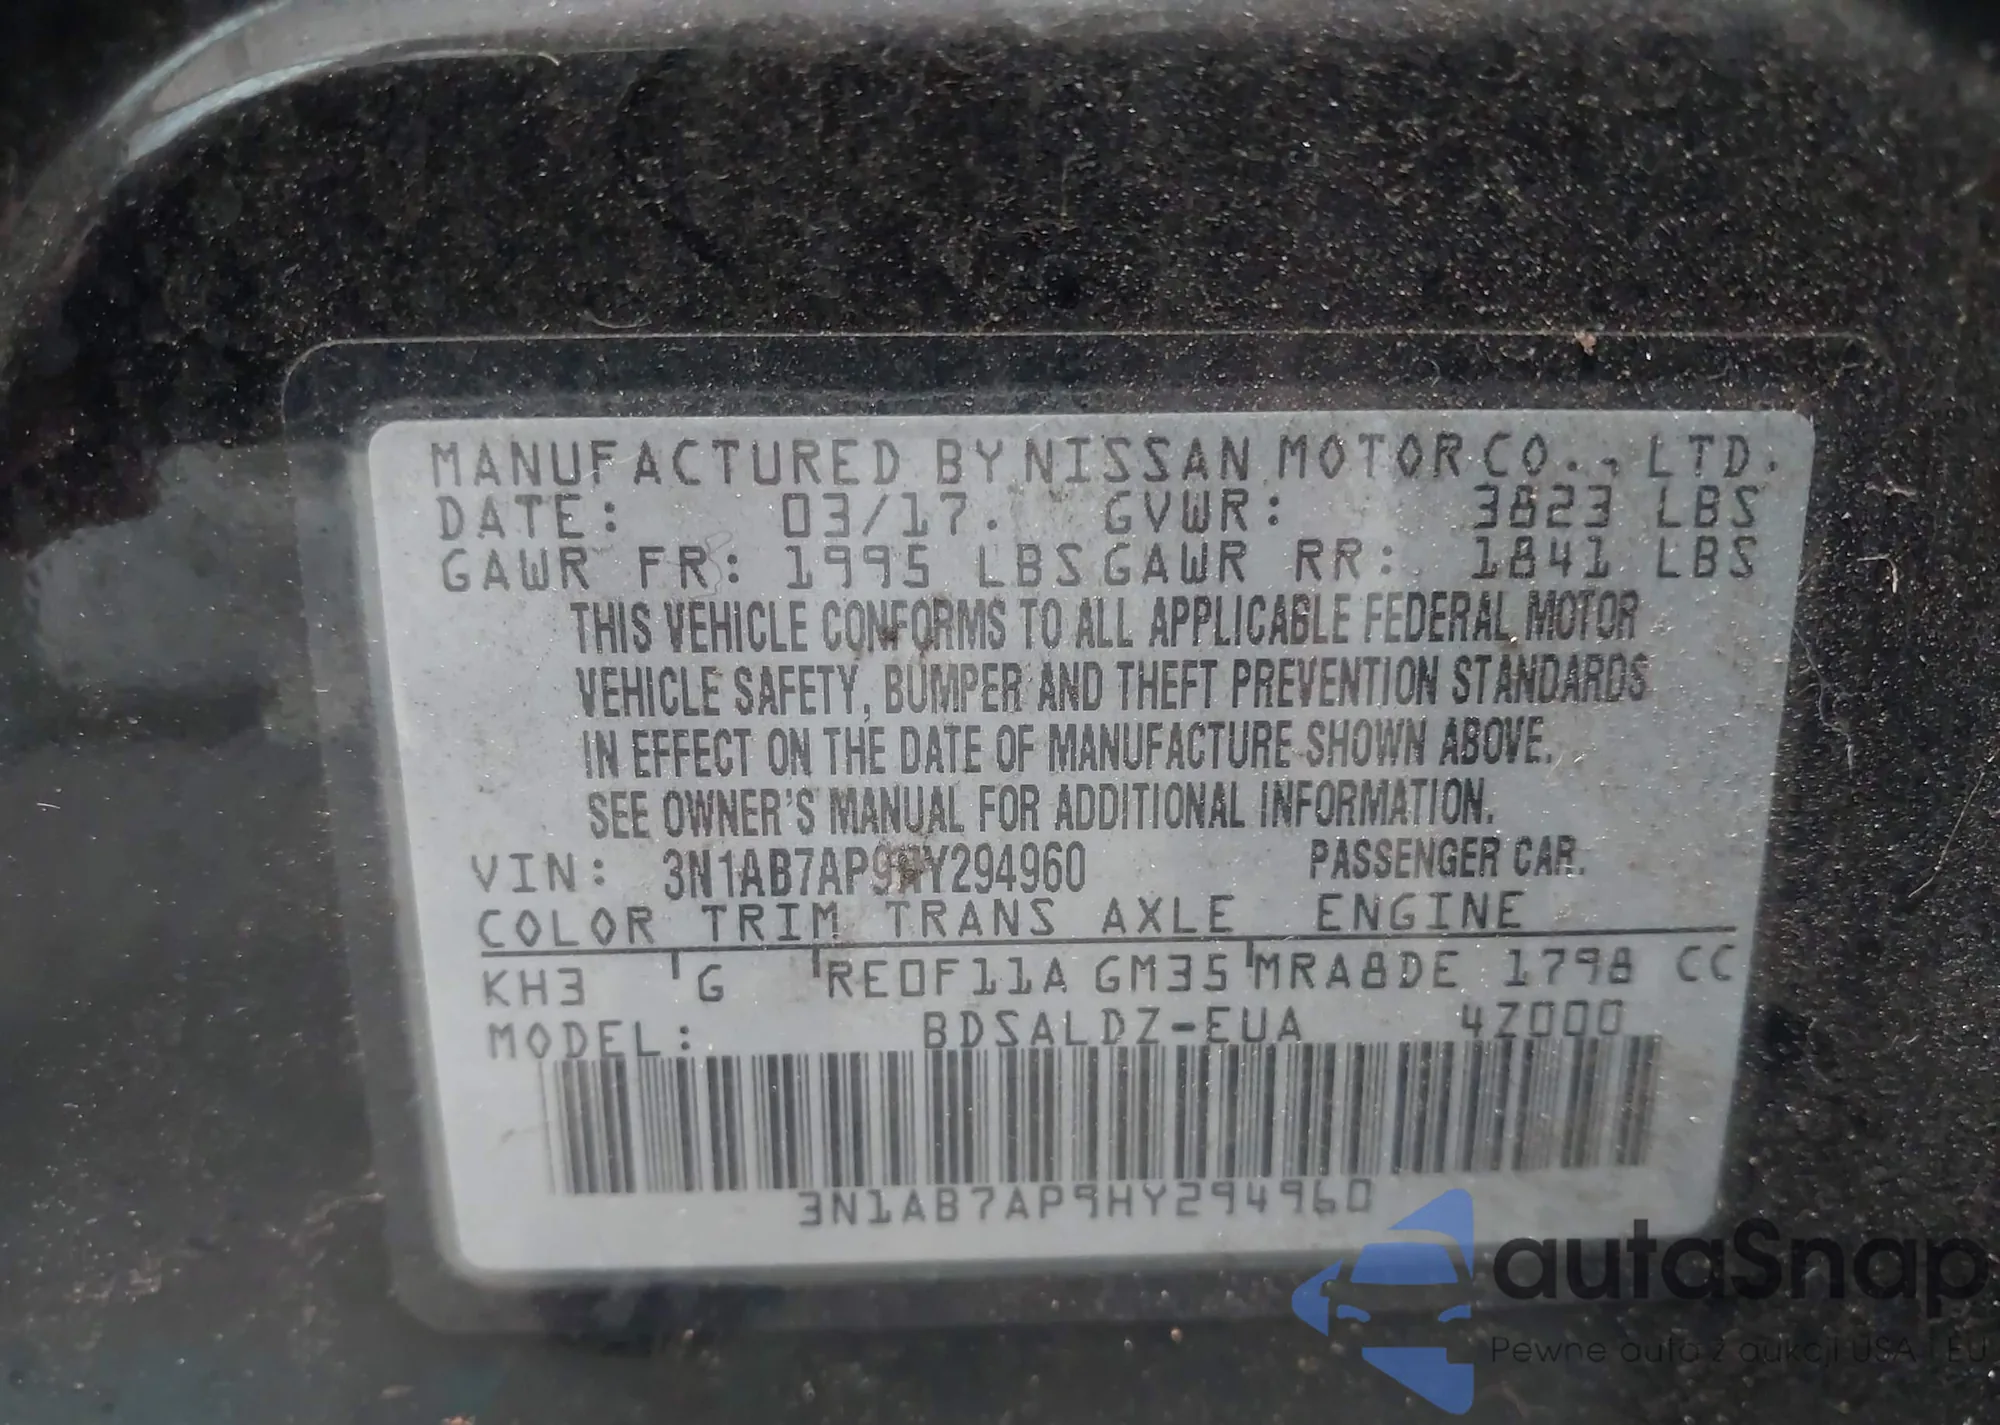 MANUFACTURED BY NISSAN MOTOR CO., LTD.
DATE: 03/17. GVWR: 3823 LBS
GAWR FR: 1995 LBS GAWR RR: 1841 LBS
THIS VEHICLE CONFORMS TO ALL APPLICABLE FEDERAL MOTOR
VEHICLE SAFETY, BUMPER AND THEFT PREVENTION STANDARDS
IN EFFECT ON THE DATE OF MANUFACTURE SHOWN ABOVE.
SEE OWNER'S MANUAL FOR ADDITIONAL INFORMATION.
VIN: 3N1AB7AP9HY294960 PASSENGER CAR.
COLOR TRIM TRANS AXLE ENGINE
KH3 G RE0F11A GM35 MRA8DE 1798 CC
MODEL: BDSALDZ-EUA 4Z000
3N1AB7AP9HY294960
autaSnap
Pewne auta z aukcji USA i EU